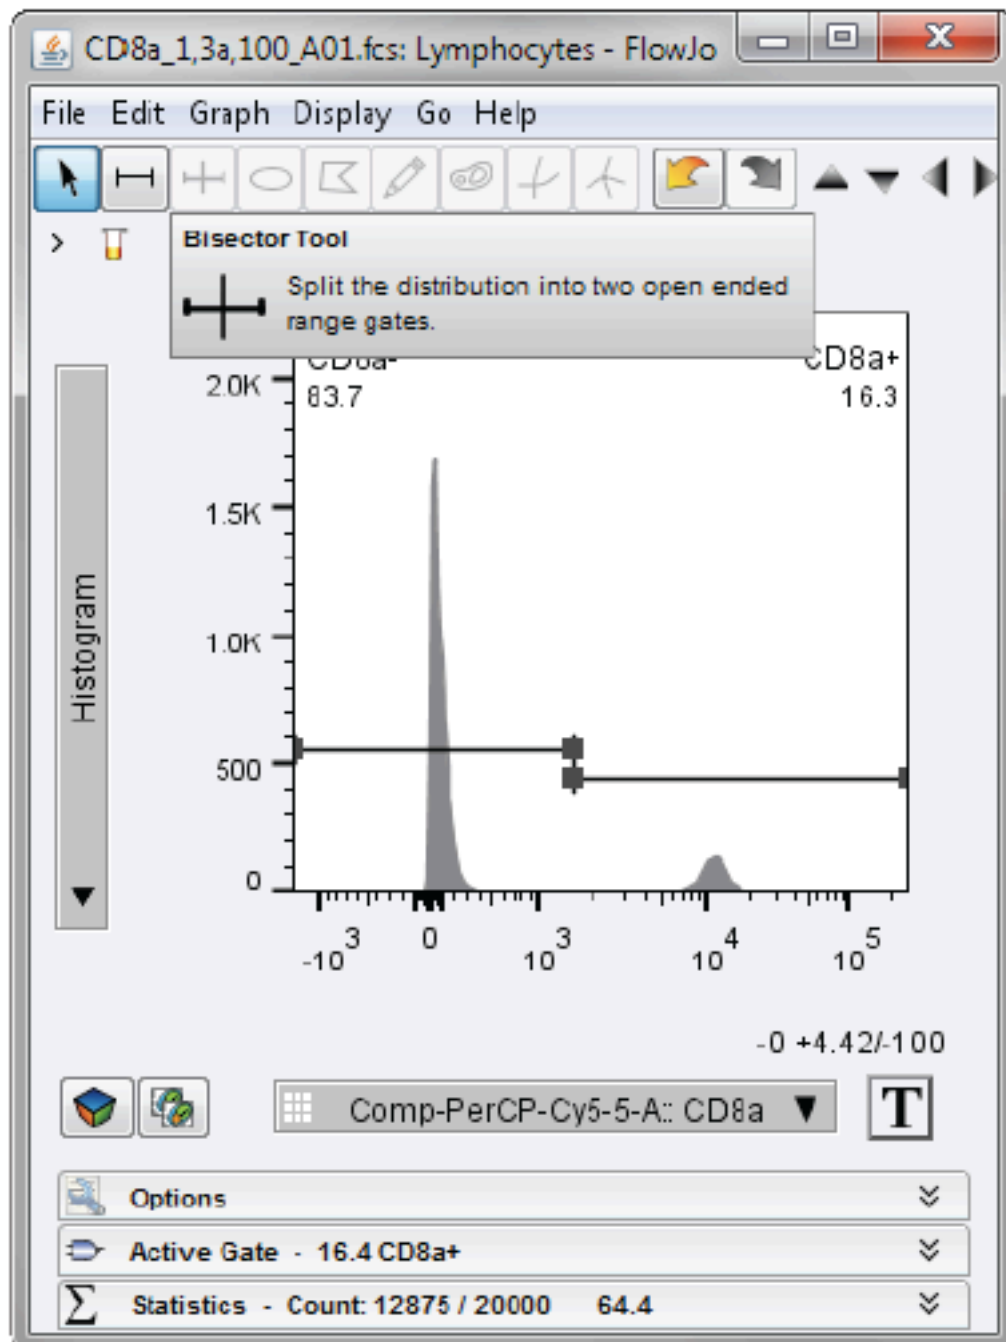 CD8a_1,3a,100_A01.fcs: Lymphocytes - FlowJo
File Edit Graph Display Go Help
Bisector Tool
Split the distribution into two open ended
range gates.
CD8a- CD8a+
83.7 16.3
2.0K
1.5K
1.0K
500
0
-10^3 0 10^3 10^4 10^5
Histogram
-0 +4.42/-100
Comp-PerCP-Cy5-5-A:: CD8a
T
Options
Active Gate - 16.4 CD8a+
Statistics - Count: 12875 / 20000 64.4